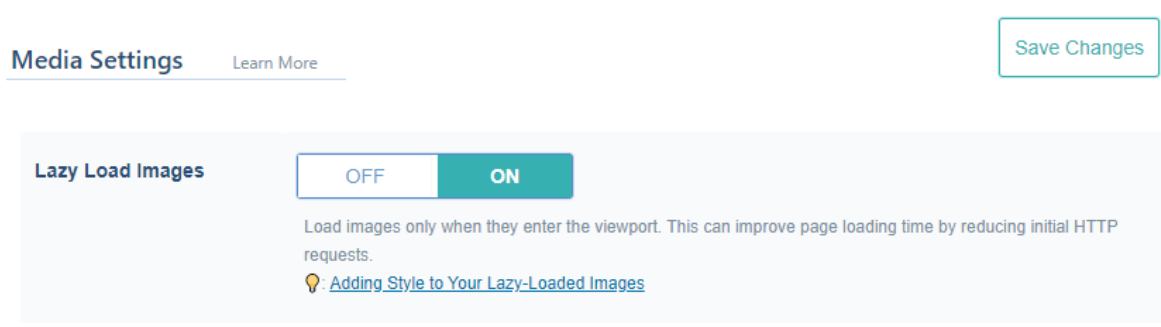 Media Settings Learn More Save Changes
Lazy Load Images OFF ON
Load images only when they enter the viewport. This can improve page loading time by reducing initial HTTP
requests.
: Adding Style to Your Lazy-Loaded Images